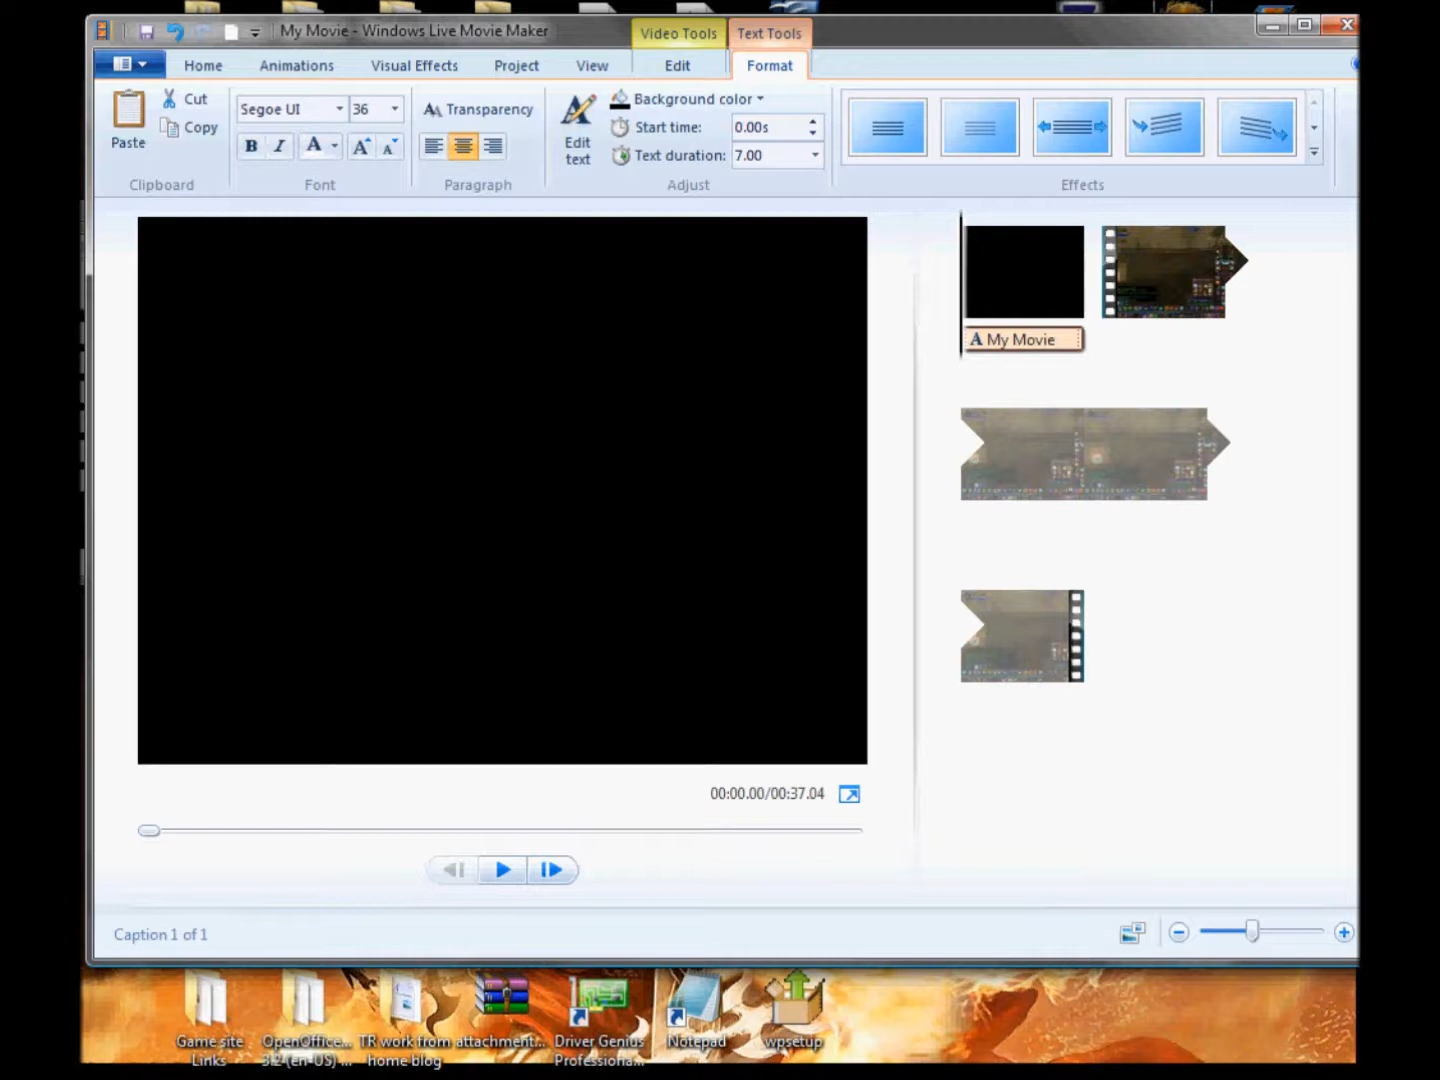 My Movie - Windows Live Movie Maker
Video Tools
Text Tools
Home
Animations
Visual Effects
Project
View
Edit
Format
Paste
Cut
Copy
Clipboard
Segoe UI
36
B I A A A
Font
Transparency
Paragraph
Edit
text
Background color
Start time: 0.00s
Text duration: 7.00
Adjust
Effects
A My Movie
00:00.00/00:37.04
Caption 1 of 1
Game site
Links
OpenOffice...
3.2 (en-US) ...
TR work from
home blog
attachment...
Driver Genius
Professiona...
Notepad
wpsetup